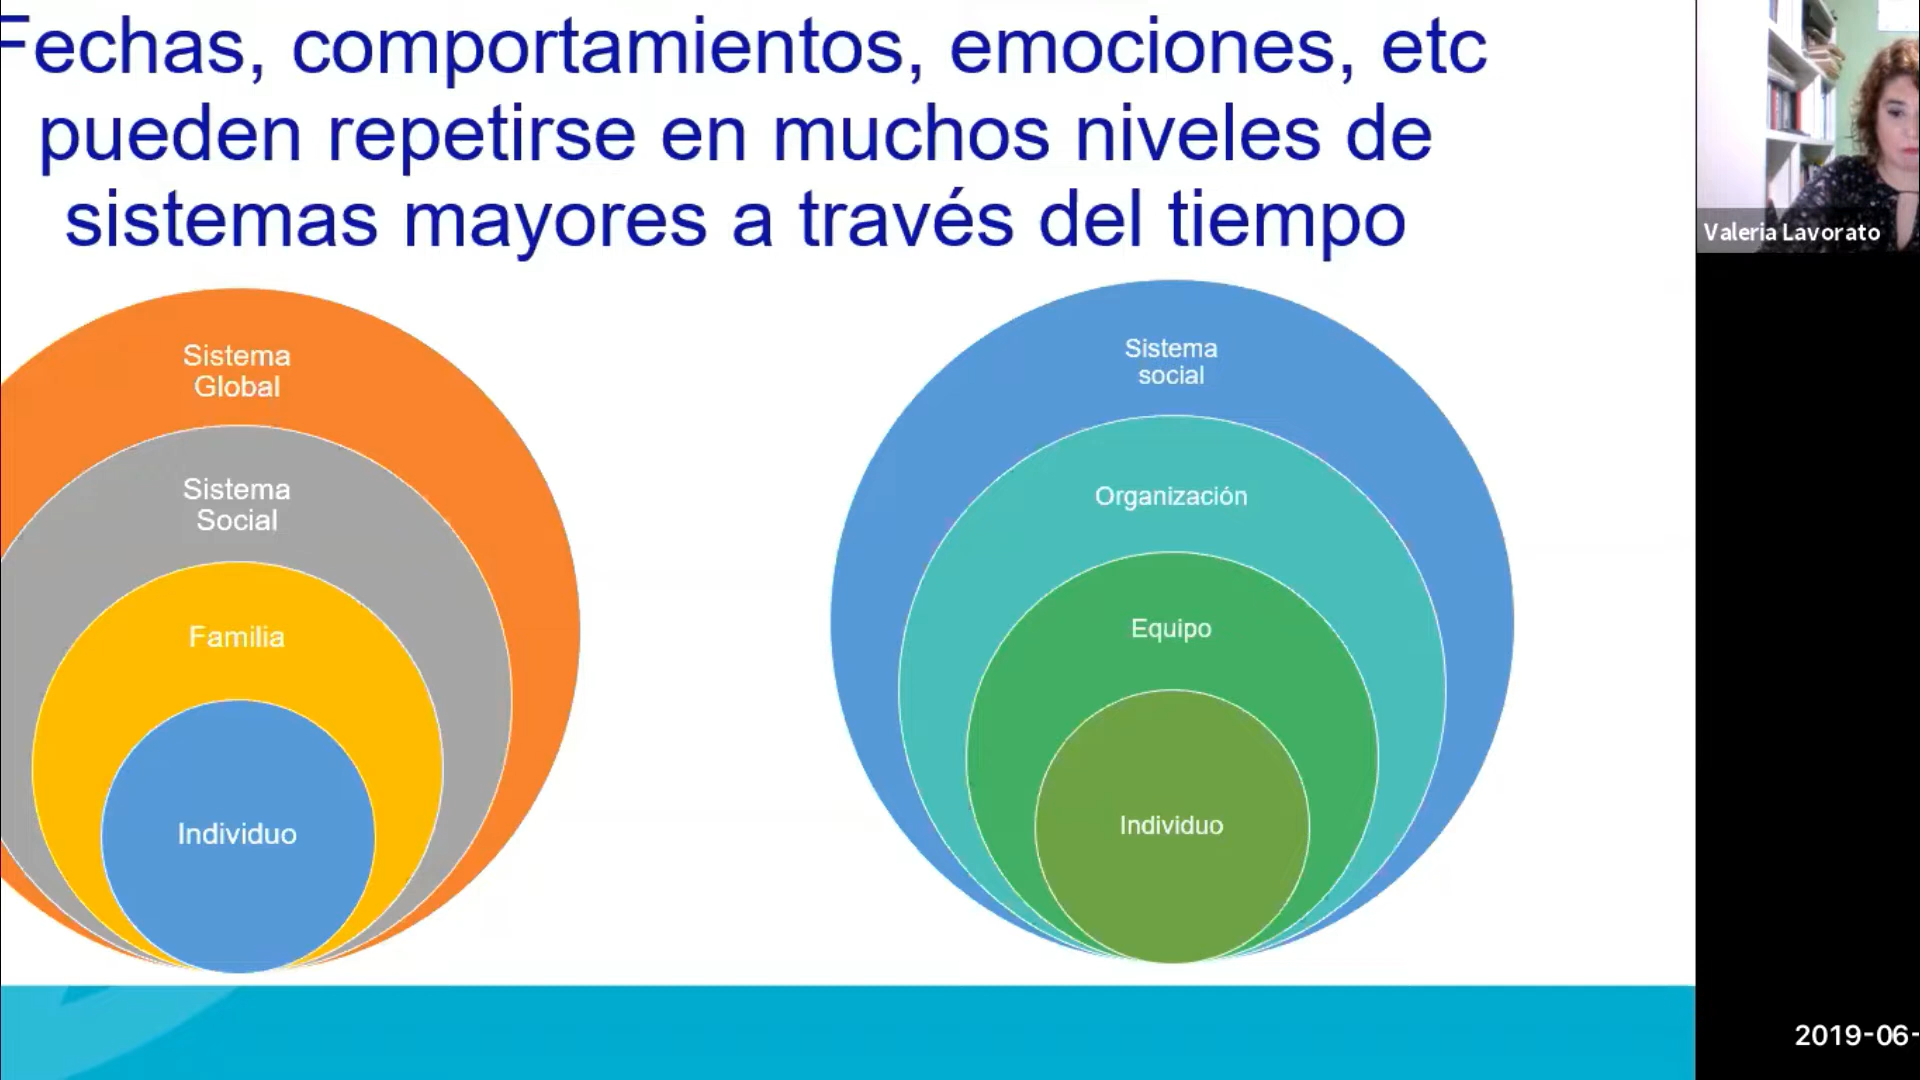 Fechas, comportamientos, emociones, etc
pueden repetirse en muchos niveles de
sistemas mayores a través del tiempo
Sistema
Global
Sistema
Social
Familia
Individuo
Sistema
social
Organización
Equipo
Individuo
Valeria Lavorato
2019-06-